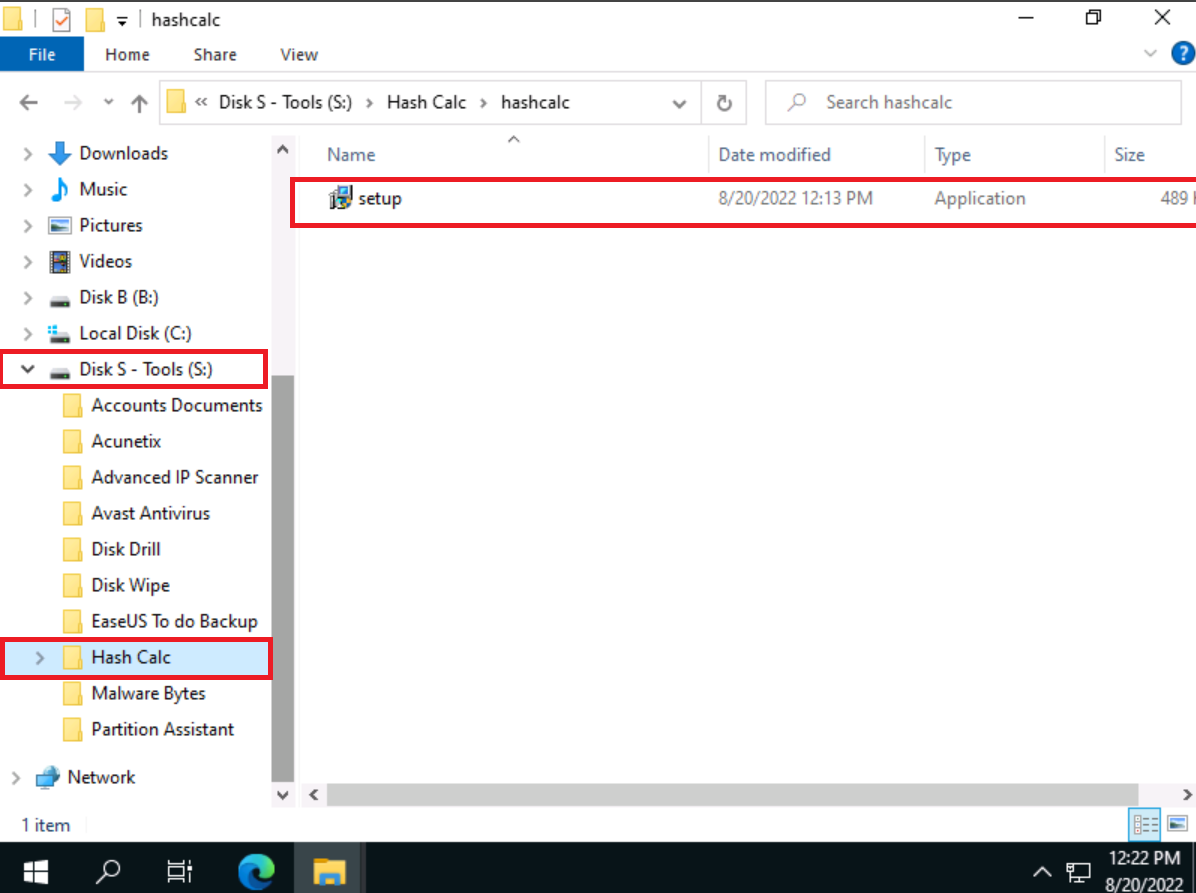 hashcalc
File Home Share View
?
« Disk S - Tools (S:) > Hash Calc > hashcalc
Search hashcalc
Name Date modified Type Size
setup 8/20/2022 12:13 PM Application 489
Downloads
Music
Pictures
Videos
Disk B (B:)
Local Disk (C:)
Disk S - Tools (S:)
Accounts Documents
Acunetix
Advanced IP Scanner
Avast Antivirus
Disk Drill
Disk Wipe
EaseUS To do Backup
Hash Calc
Malware Bytes
Partition Assistant
Network
1 item
12:22 PM
8/20/2022